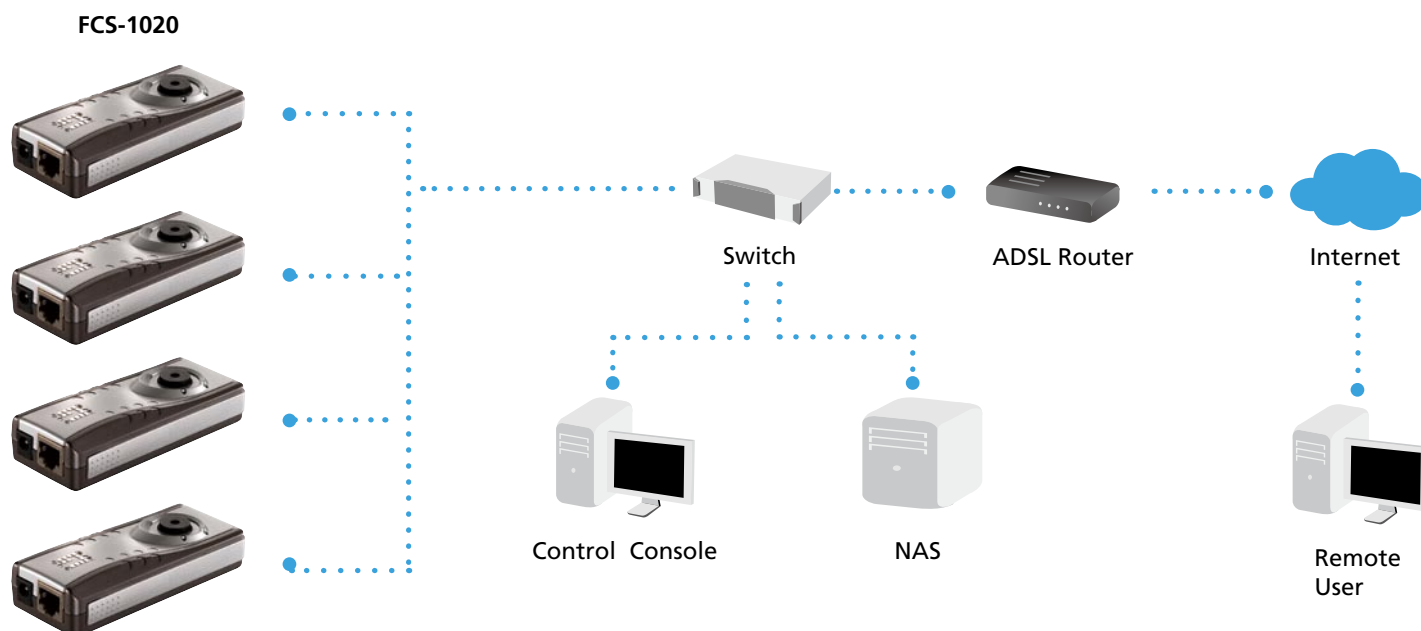 FCS-1020
Switch
ADSL Router
Internet
Control Console
NAS
Remote
User